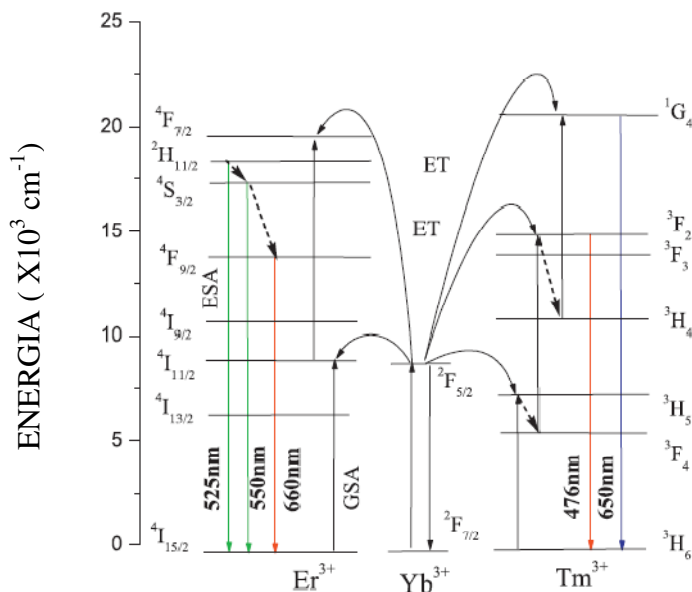 ENERGIA ( X10³ cm⁻¹)
25
20
15
10
5
0
⁴F₇/₂
²H₁₁/₂
⁴S₃/₂
⁴F₉/₂
⁴I₉/₂
⁴I₁₁/₂
⁴I₁₃/₂
⁴I₁₅/₂
ESA
525nm
550nm
660nm
GSA
Er³⁺
ET
ET
²F₅/₂
²F₇/₂
Yb³⁺
¹G₄
³F₂
³F₃
³H₄
³H₅
³F₄
³H₆
476nm
650nm
Tm³⁺